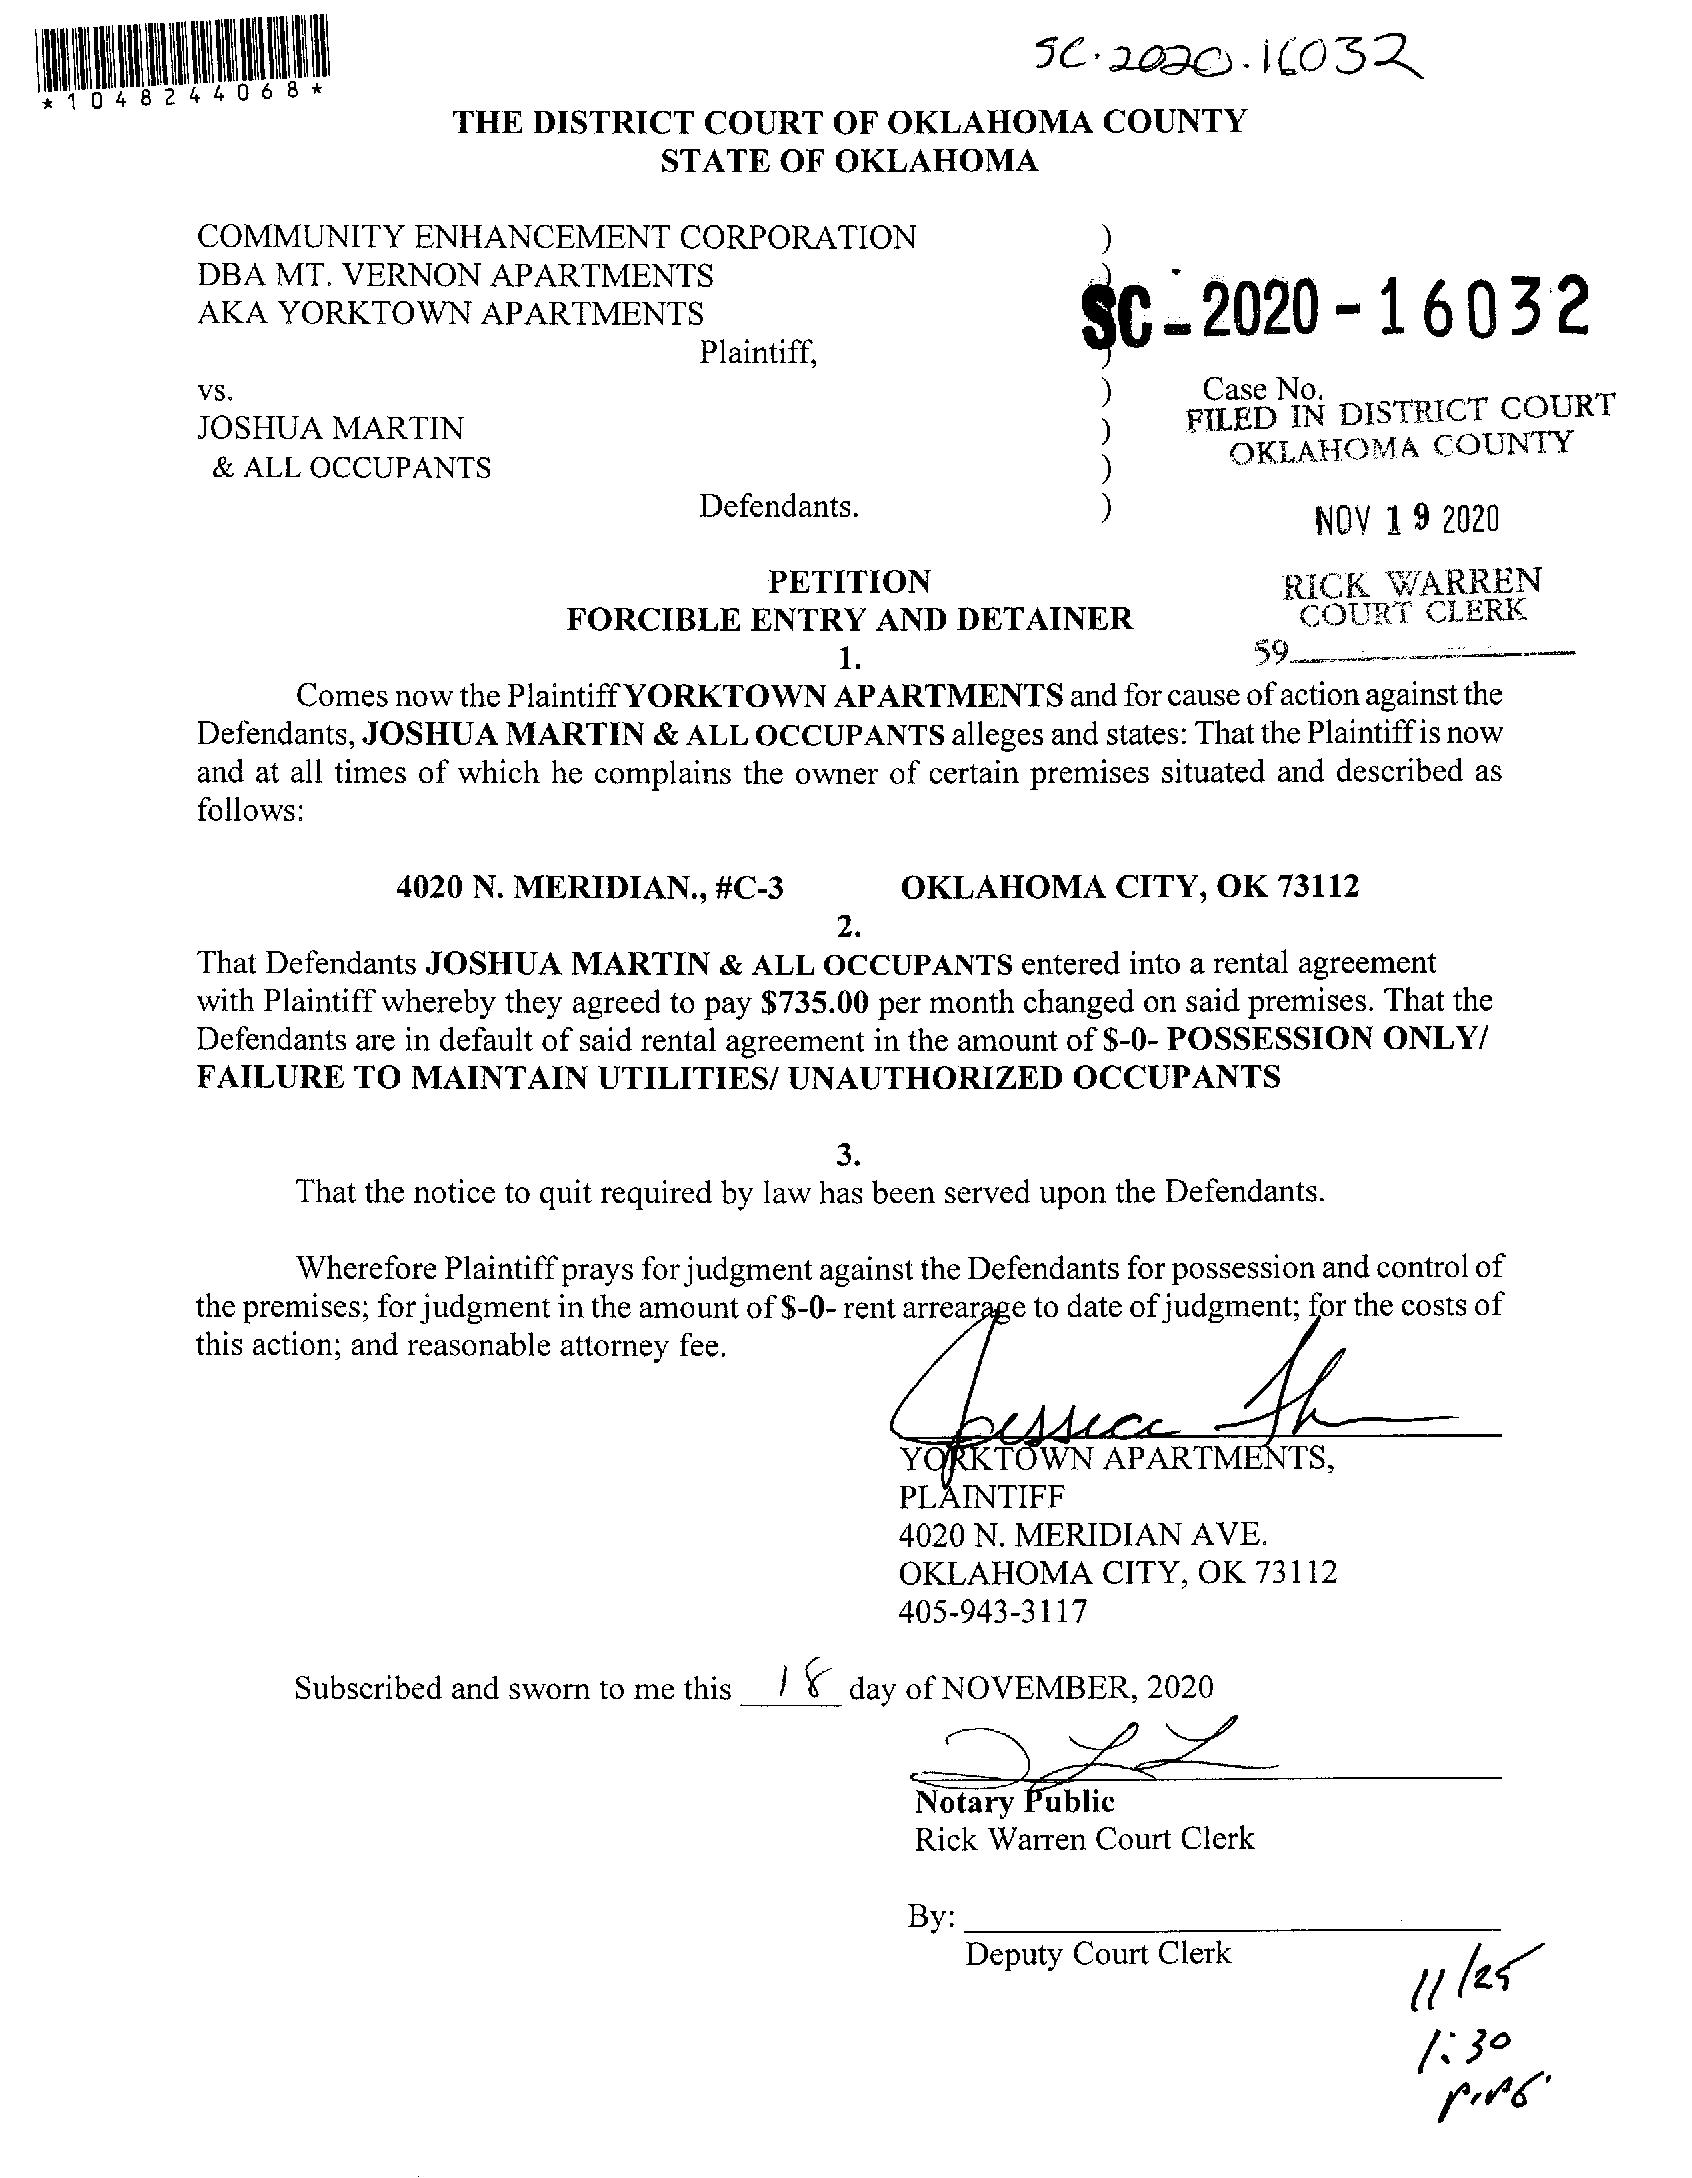 SC-2020-16032
*1048244068*
THE DISTRICT COURT OF OKLAHOMA COUNTY
STATE OF OKLAHOMA
COMMUNITY ENHANCEMENT CORPORATION )
DBA MT. VERNON APARTMENTS )
AKA YORKTOWN APARTMENTS
SC-2020-16032
Plaintiff, )
vs. ) Case No.
JOSHUA MARTIN )
& ALL OCCUPANTS )
Defendants. )
FILED IN DISTRICT COURT
OKLAHOMA COUNTY
NOV 19 2020
RICK WARREN
COURT CLERK
59
PETITION
FORCIBLE ENTRY AND DETAINER
1.
Comes now the Plaintiff YORKTOWN APARTMENTS and for cause of action against the
Defendants, JOSHUA MARTIN & ALL OCCUPANTS alleges and states: That the Plaintiff is now
and at all times of which he complains the owner of certain premises situated and described as
follows:
4020 N. MERIDIAN., #C-3 OKLAHOMA CITY, OK 73112
2.
That Defendants JOSHUA MARTIN & ALL OCCUPANTS entered into a rental agreement
with Plaintiff whereby they agreed to pay $735.00 per month changed on said premises. That the
Defendants are in default of said rental agreement in the amount of $-0- POSSESSION ONLY/
FAILURE TO MAINTAIN UTILITIES/ UNAUTHORIZED OCCUPANTS
3.
That the notice to quit required by law has been served upon the Defendants.
Wherefore Plaintiff prays for judgment against the Defendants for possession and control of
the premises; for judgment in the amount of $-0- rent arrearage to date of judgment; for the costs of
this action; and reasonable attorney fee.
Jessica
YORKTOWN APARTMENTS,
PLAINTIFF
4020 N. MERIDIAN AVE.
OKLAHOMA CITY, OK 73112
405-943-3117
Subscribed and sworn to me this 18 day of NOVEMBER, 2020
Notary Public
Rick Warren Court Clerk
By:
Deputy Court Clerk
11/25
1:30